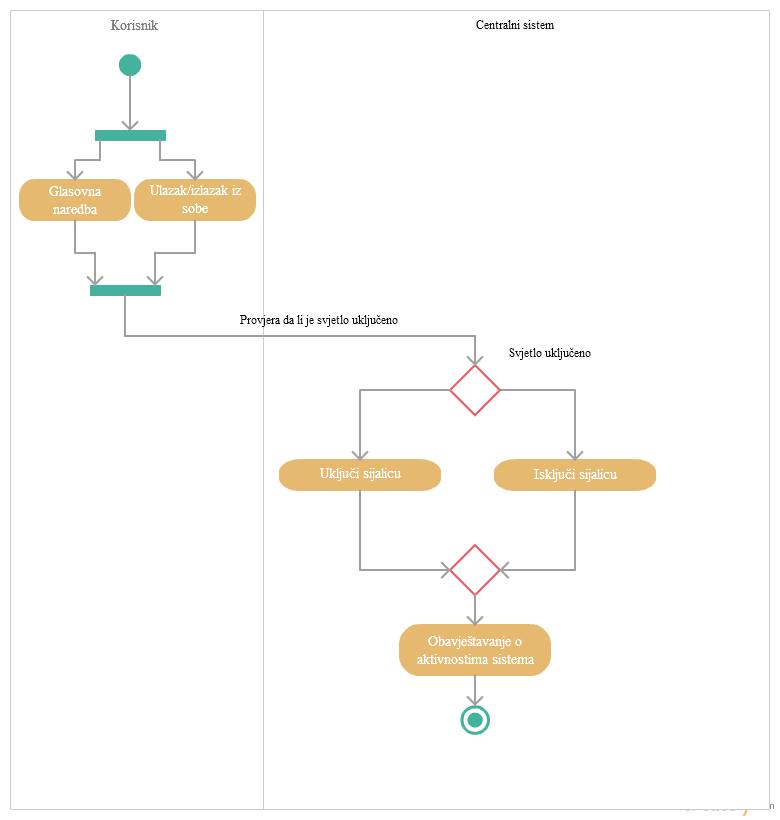 Korisnik
Centralni sistem
Glasovna
naredba
Ulazak/izlazak iz
sobe
Provjera da li je svjetlo uključeno
Svjetlo uključeno
Uključi sijalicu
Isključi sijalicu
Obavještavanje o
aktivnostima sistema